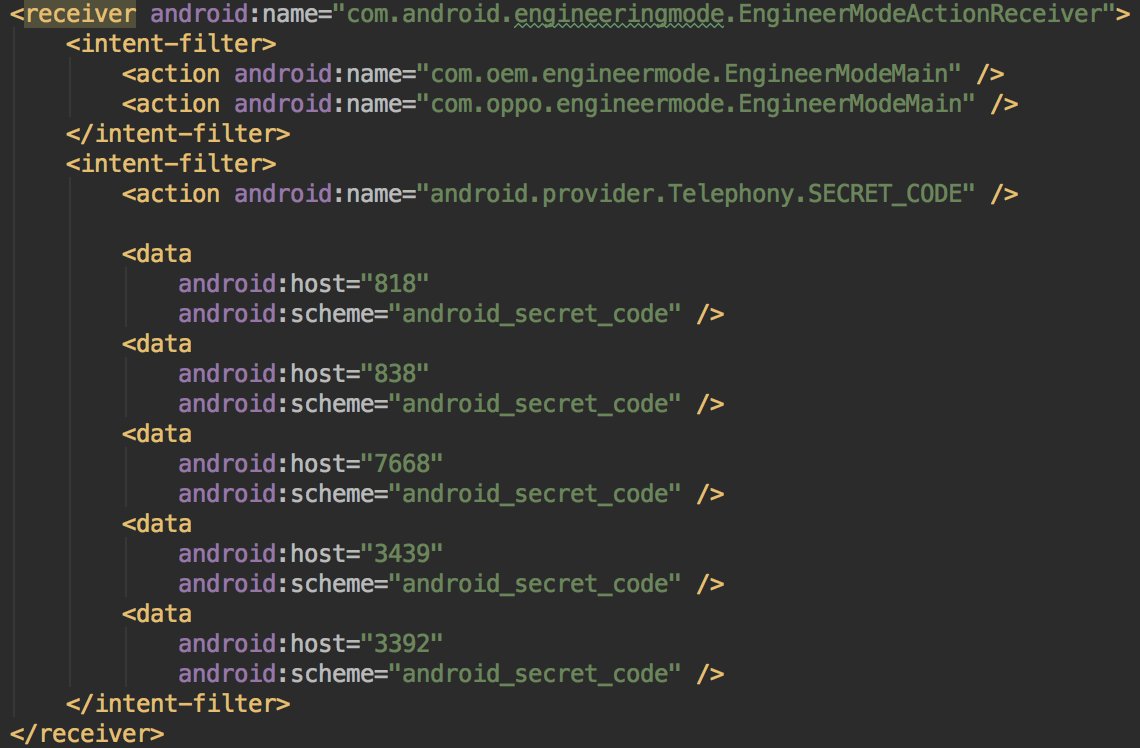 <receiver android:name="com.android.engineeringmode.EngineerModeActionReceiver">
    <intent-filter>
        <action android:name="com.oem.engineermode.EngineerModeMain" />
        <action android:name="com.oppo.engineermode.EngineerModeMain" />
    </intent-filter>
    <intent-filter>
        <action android:name="android.provider.Telephony.SECRET_CODE" />

        <data
            android:host="818"
            android:scheme="android_secret_code" />
        <data
            android:host="838"
            android:scheme="android_secret_code" />
        <data
            android:host="7668"
            android:scheme="android_secret_code" />
        <data
            android:host="3439"
            android:scheme="android_secret_code" />
        <data
            android:host="3392"
            android:scheme="android_secret_code" />
    </intent-filter>
</receiver>